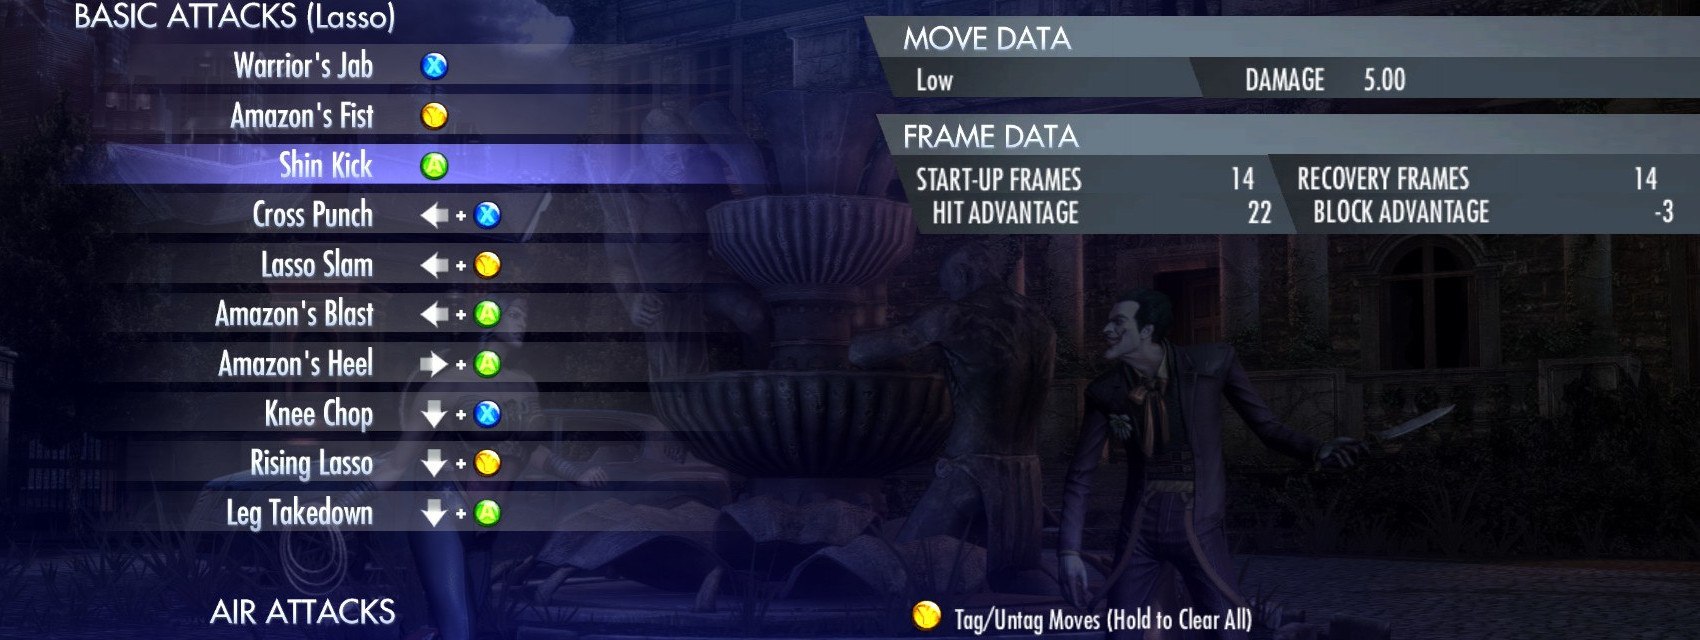 BASIC ATTACKS (Lasso)
Warrior's Jab X
Amazon's Fist Y
Shin Kick A
Cross Punch + X
Lasso Slam + Y
Amazon's Blast + A
Amazon's Heel + A
Knee Chop + X
Rising Lasso + Y
Leg Takedown + A
AIR ATTACKS
MOVE DATA
Low DAMAGE 5.00
FRAME DATA
START-UP FRAMES 14 RECOVERY FRAMES 14
HIT ADVANTAGE 22 BLOCK ADVANTAGE -3
Y Tag/Untag Moves (Hold to Clear All)